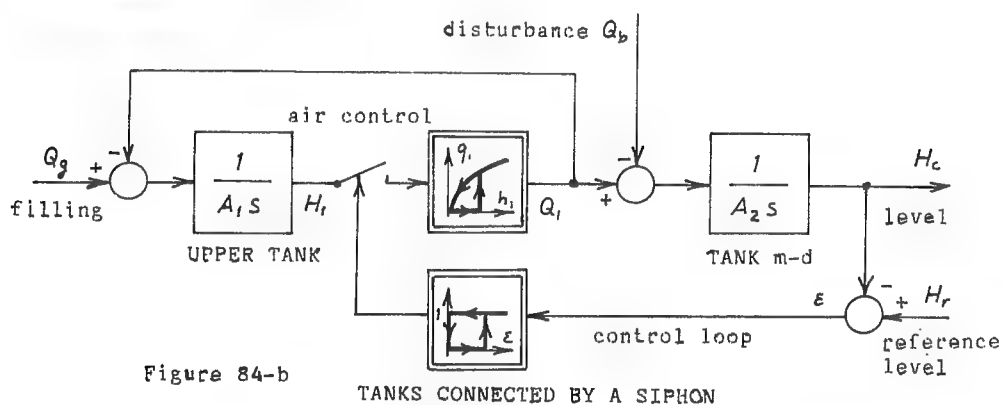 disturbance Q_b
air control
Q_g
filling
+
-
1
A_1 s
H_1
UPPER TANK
q_1
h_1
Q_1
+
-
1
A_2 s
TANK m-d
H_c
level
-
+
H_r
reference
level
ε
control loop
1
ε
Figure 84-b
TANKS CONNECTED BY A SIPHON